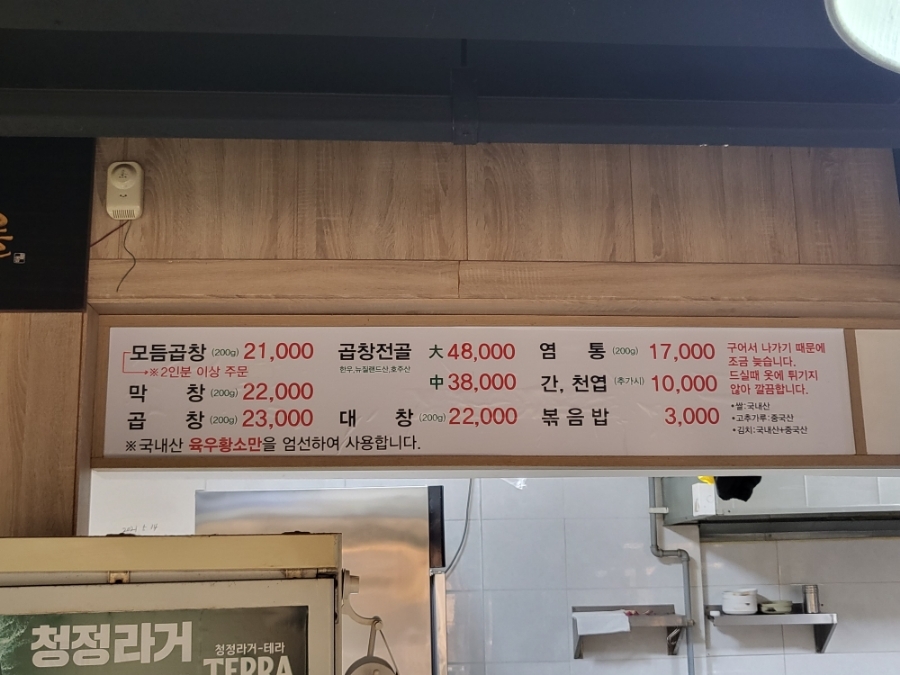 모듬곱창 (200g) 21,000
※2인분 이상 주문
막 창 22,000
곱 창 (200g) 23,000
곱창전골 大 48,000
한우,뉴질랜드산,호주산
中 38,000
대 창 (200g) 22,000
염 통 (200g) 17,000
간, 천엽 (추가시) 10,000
볶음밥 3,000
구어서 나가기 때문에
조금 늦습니다.
드실때 옷에 튀기지
않아 깔끔합니다.
•쌀:국내산
•고추가루:중국산
•김치:국내산+중국산
※국내산 육우황소만을 엄선하여 사용합니다.
청정라거
청정라거-테라
TERRA